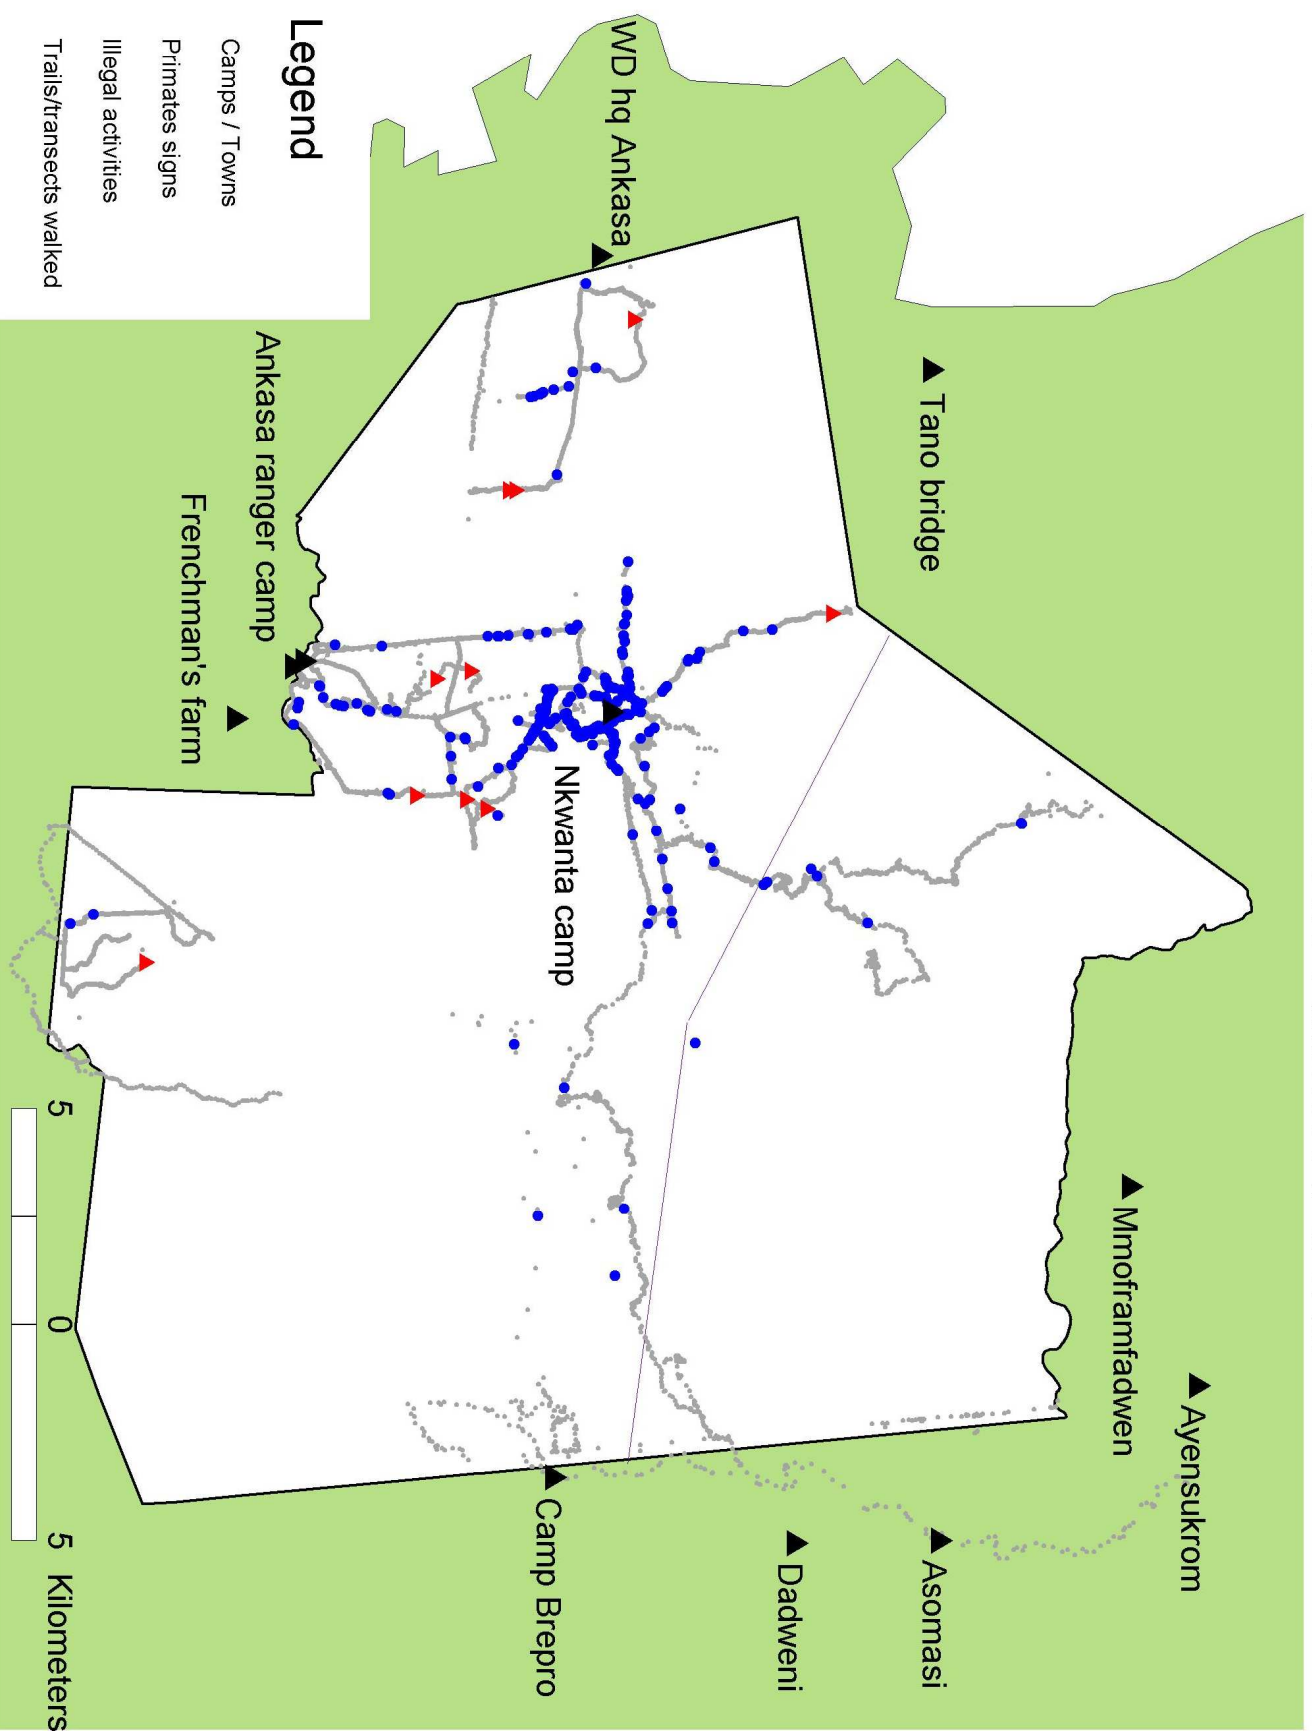 Legend
Camps / Towns
Primates signs
Illegal activities
Trails/transects walked
WD hq Ankasa
Tano bridge
Ankasa ranger camp
Frenchman's farm
Nkwanta camp
Mmoframfadwen
Ayensukrom
Asomasi
Dadweni
Camp Brepro
5 0 5 Kilometers